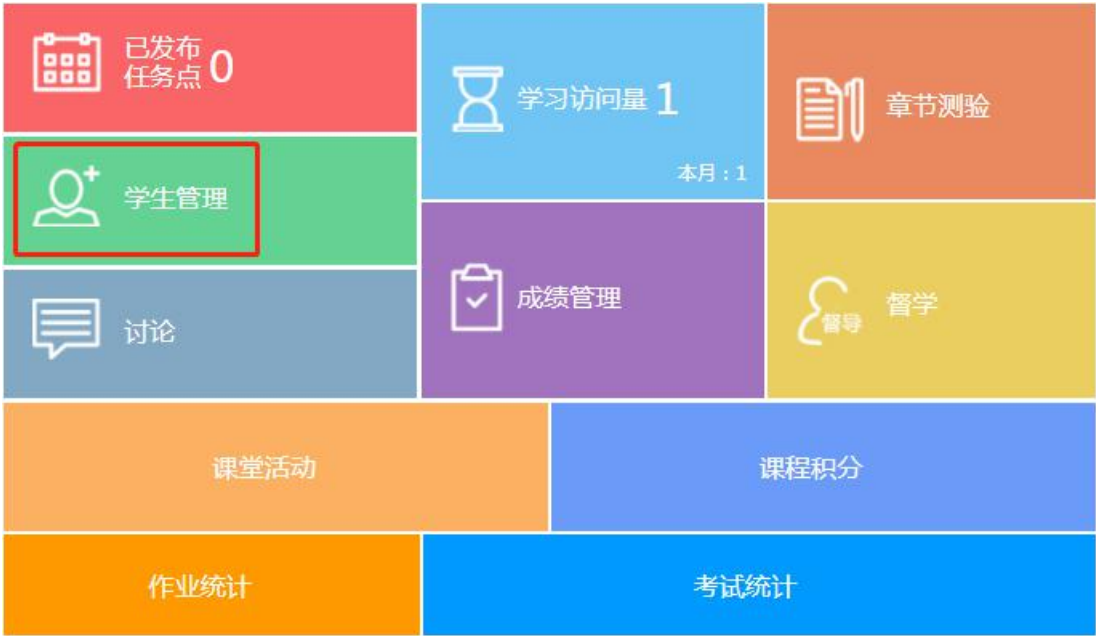 已发布
任务点 0
学习访问量 1
本月：1
章节测验
学生管理
讨论
成绩管理
督导
督学
课堂活动
课程积分
作业统计
考试统计